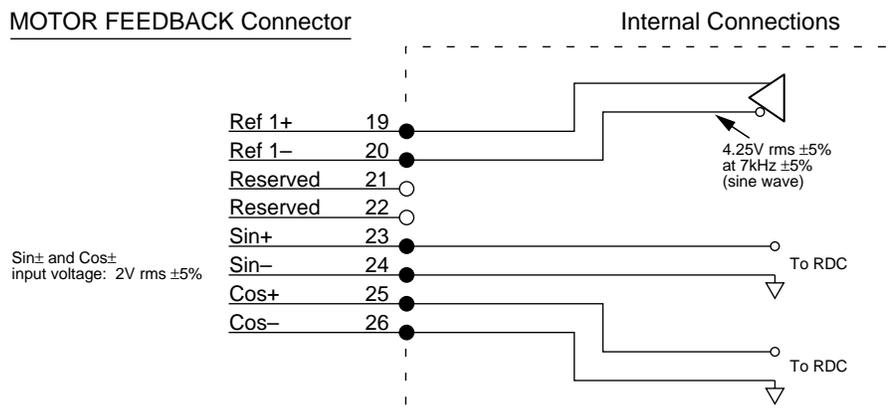 MOTOR FEEDBACK Connector
Internal Connections
Ref 1+ 19
Ref 1– 20
Reserved 21
Reserved 22
Sin+ 23
Sin– 24
Cos+ 25
Cos– 26
4.25V rms ±5%
at 7kHz ±5%
(sine wave)
Sin± and Cos±
input voltage: 2V rms ±5%
To RDC
To RDC